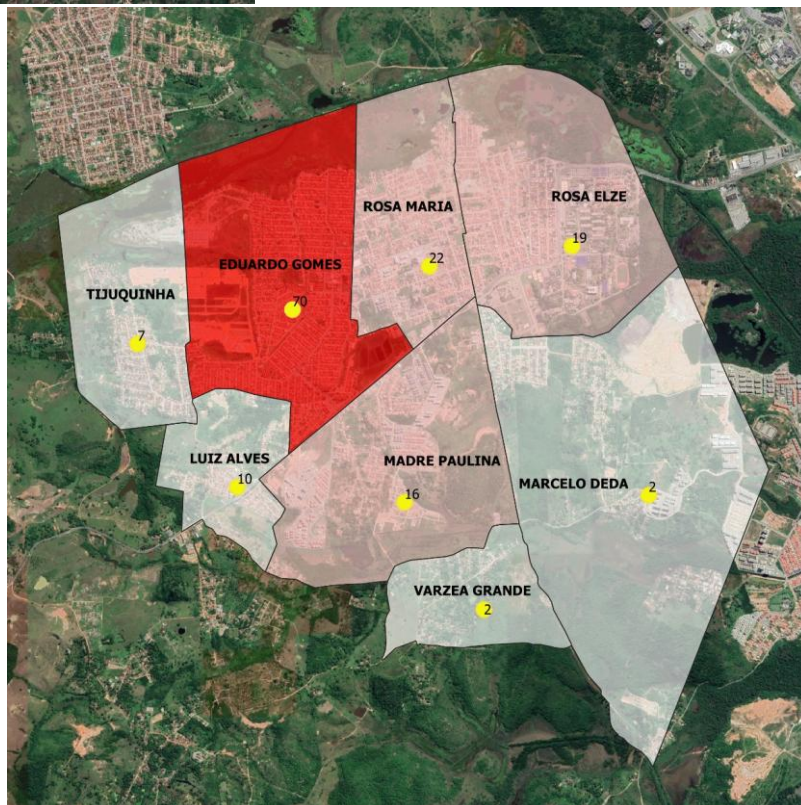 ROSA ELZE
ROSA MARIA
19
22
EDUARDO GOMES
TIJUQUINHA
70
7
LUIZ ALVES
10
MADRE PAULINA
16
MARCELO DEDA
2
VARZEA GRANDE
2